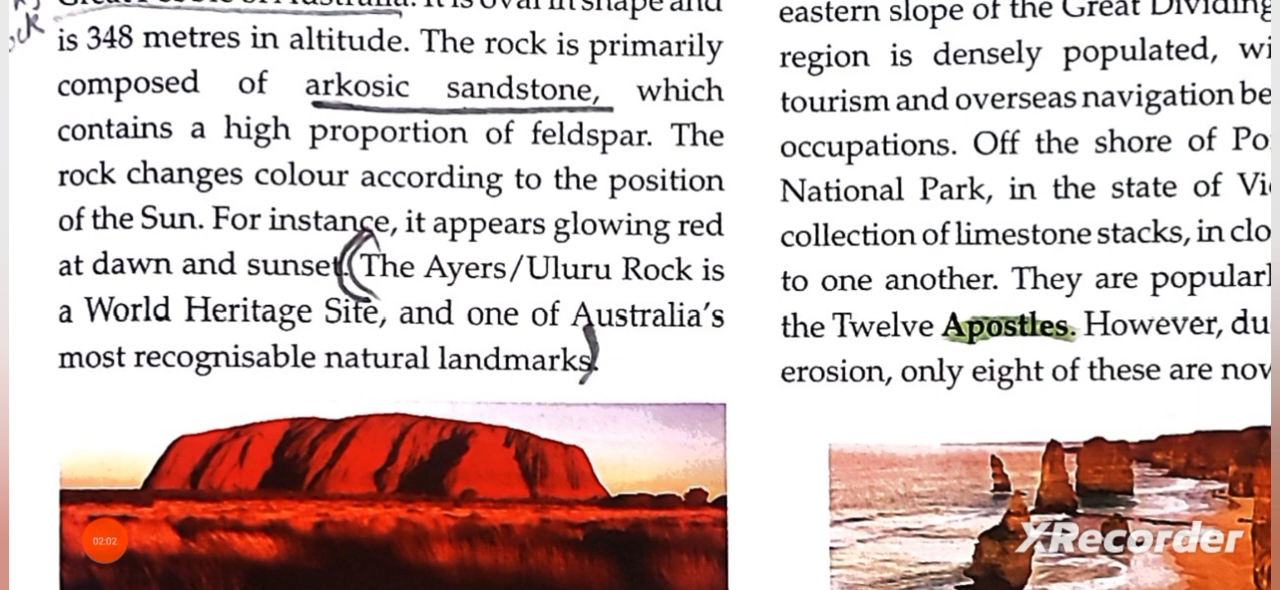 is 348 metres in altitude. The rock is primarily
composed of arkosic sandstone, which
contains a high proportion of feldspar. The
rock changes colour according to the position
of the Sun. For instance, it appears glowing red
at dawn and sunset. The Ayers/Uluru Rock is
a World Heritage Site, and one of Australia's
most recognisable natural landmarks.
eastern slope of the Great Dividing
region is densely populated, wi
tourism and overseas navigation be
occupations. Off the shore of Po
National Park, in the state of Vi
collection of limestone stacks, in clo
to one another. They are popularl
the Twelve Apostles. However, du
erosion, only eight of these are now
02:02
XRecorder